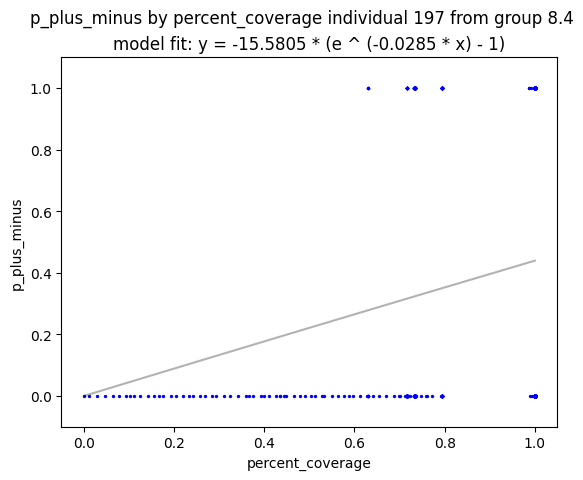 p_plus_minus by percent_coverage individual 197 from group 8.4
model fit: y = -15.5805 * (e ^ (-0.0285 * x) - 1)
p_plus_minus
1.0
0.8
0.6
0.4
0.2
0.0
0.0 0.2 0.4 0.6 0.8 1.0
percent_coverage